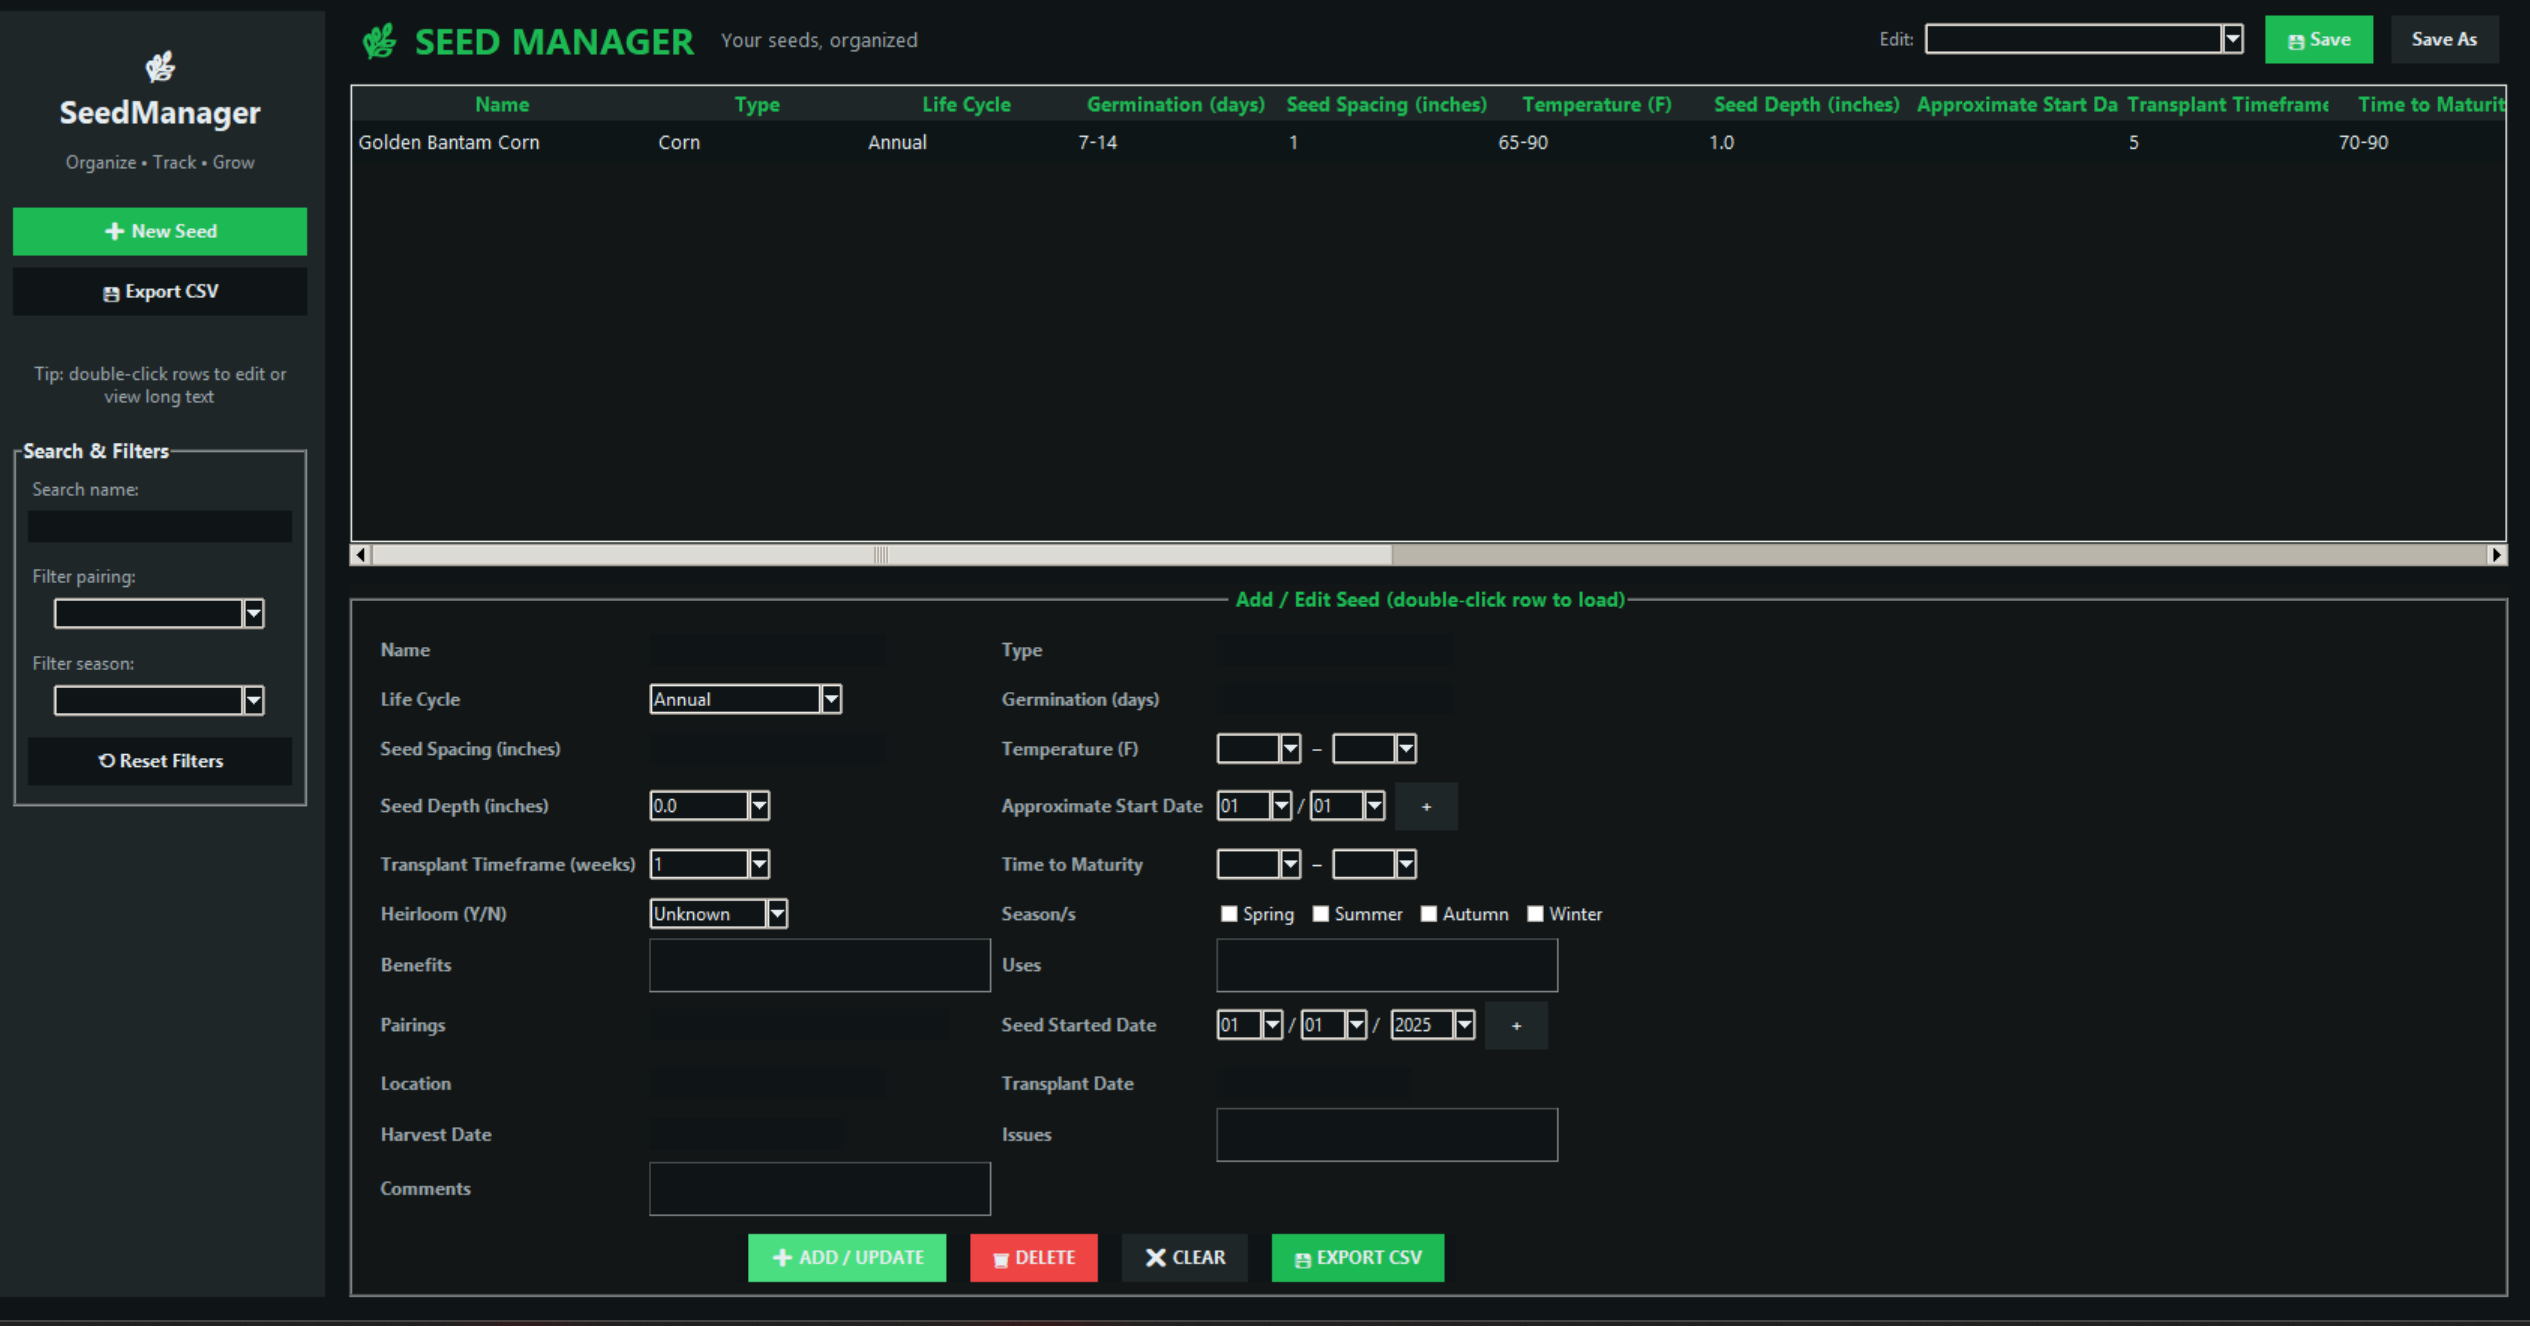 SeedManager
Organize • Track • Grow
New Seed
Export CSV
Tip: double-click rows to edit or
view long text
Search & Filters
Search name:
Filter pairing:
Filter season:
Reset Filters
SEED MANAGER Your seeds, organized Edit: Save Save As
Name Type Life Cycle Germination (days) Seed Spacing (inches) Temperature (F) Seed Depth (inches) Approximate Start Da Transplant Timeframe Time to Maturit
Golden Bantam Corn Corn Annual 7-14 1 65-90 1.0 5 70-90
Add / Edit Seed (double-click row to load)
Name Type
Life Cycle Annual Germination (days)
Seed Spacing (inches) Temperature (F) –
Seed Depth (inches) 0.0 Approximate Start Date 01 / 01 +
Transplant Timeframe (weeks) 1 Time to Maturity –
Heirloom (Y/N) Unknown Season/s Spring Summer Autumn Winter
Benefits Uses
Pairings Seed Started Date 01 / 01 / 2025 +
Location Transplant Date
Harvest Date Issues
Comments
ADD / UPDATE DELETE CLEAR EXPORT CSV